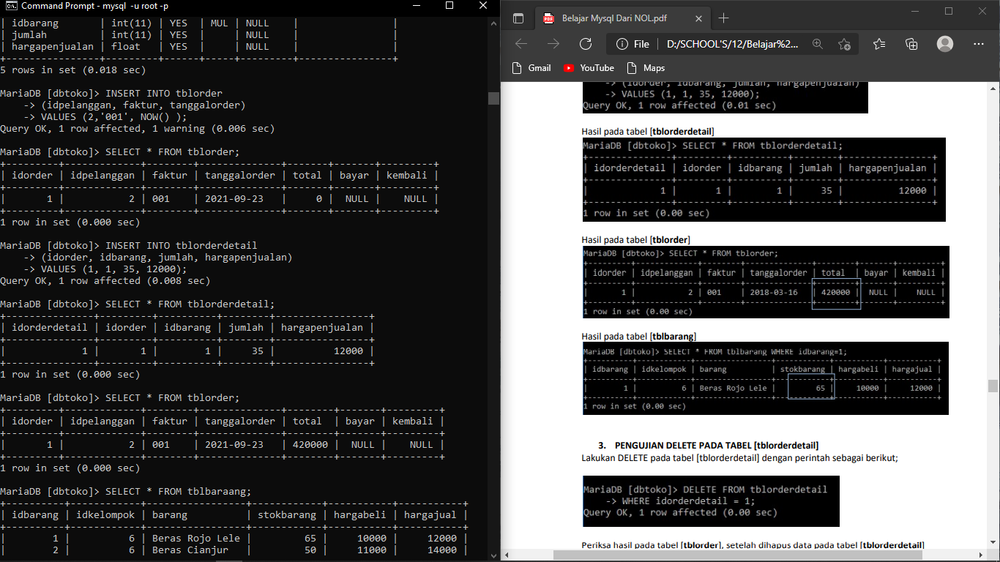 Command Prompt - mysql -u root -p
| idbarang       | int(11) | YES  | MUL | NULL    |                |
| jumlah         | int(11) | YES  |     | NULL    |                |
| hargapenjualan | float   | YES  |     | NULL    |                |
+----------------+---------+------+-----+---------+----------------+
5 rows in set (0.018 sec)
MariaDB [dbtoko]> INSERT INTO tblorder
    -> (idpelanggan, faktur, tanggalorder)
    -> VALUES (2,'001', NOW() );
Query OK, 1 row affected, 1 warning (0.006 sec)
MariaDB [dbtoko]> SELECT * FROM tblorder;
+---------+-------------+--------+--------------+-------+-------+---------+
| idorder | idpelanggan | faktur | tanggalorder | total | bayar | kembali |
+---------+-------------+--------+--------------+-------+-------+---------+
|       1 |           2 | 001    | 2021-09-23   |     0 |  NULL |    NULL |
+---------+-------------+--------+--------------+-------+-------+---------+
1 row in set (0.000 sec)
MariaDB [dbtoko]> INSERT INTO tblorderdetail
    -> (idorder, idbarang, jumlah, hargapenjualan)
    -> VALUES (1, 1, 35, 12000);
Query OK, 1 row affected (0.008 sec)
MariaDB [dbtoko]> SELECT * FROM tblorderdetail;
+---------------+---------+----------+--------+----------------+
| idorderdetail | idorder | idbarang | jumlah | hargapenjualan |
+---------------+---------+----------+--------+----------------+
|             1 |       1 |        1 |     35 |          12000 |
+---------------+---------+----------+--------+----------------+
1 row in set (0.000 sec)
MariaDB [dbtoko]> SELECT * FROM tblorder;
+---------+-------------+--------+--------------+--------+-------+---------+
| idorder | idpelanggan | faktur | tanggalorder | total  | bayar | kembali |
+---------+-------------+--------+--------------+--------+-------+---------+
|       1 |           2 | 001    | 2021-09-23   | 420000 |  NULL |    NULL |
+---------+-------------+--------+--------------+--------+-------+---------+
1 row in set (0.000 sec)
MariaDB [dbtoko]> SELECT * FROM tblbaraang;
+----------+------------+----------------+------------+-----------+-----------+
| idbarang | idkelompok | barang         | stokbarang | hargabeli | hargajual |
+----------+------------+----------------+------------+-----------+-----------+
|        1 |          6 | Beras Rojo Lele |         65 |     10000 |     12000 |
|        2 |          6 | Beras Cianjur  |         50 |     11000 |     14000 |
Belajar Mysql Dari NOL.pdf
File | D:/SCHOOL'S/12/Belajar%2...
Gmail YouTube Maps
-> (idorder, idbarang, jumlah, hargapenjualan)
-> VALUES (1, 1, 35, 12000);
Query OK, 1 row affected (0.01 sec)
Hasil pada tabel [tblorderdetail]
MariaDB [dbtoko]> SELECT * FROM tblorderdetail;
| idorderdetail | idorder | idbarang | jumlah | hargapenjualan |
|             1 |       1 |        1 |     35 |          12000 |
1 row in set (0.00 sec)
Hasil pada tabel [tblorder]
MariaDB [dbtoko]> SELECT * FROM tblorder;
| idorder | idpelanggan | faktur | tanggalorder | total  | bayar | kembali |
|       1 |           2 | 001    | 2018-03-16   | 420000 |  NULL |    NULL |
1 row in set (0.00 sec)
Hasil pada tabel [tblbarang]
MariaDB [dbtoko]> SELECT * FROM tblbarang WHERE idbarang=1;
| idbarang | idkelompok | barang          | stokbarang | hargabeli | hargajual |
|        1 |          6 | Beras Rojo Lele |         65 |     10000 |     12000 |
1 row in set (0.00 sec)
3. PENGUJIAN DELETE PADA TABEL [tblorderdetail]
Lakukan DELETE pada tabel [tblorderdetail] dengan perintah sebagai berikut;
MariaDB [dbtoko]> DELETE FROM tblorderdetail
    -> WHERE idorderdetail = 1;
Query OK, 1 row affected (0.00 sec)
Periksa hasil pada tabel [tblorder], setelah dihapus data pada tabel [tblorderdetail]